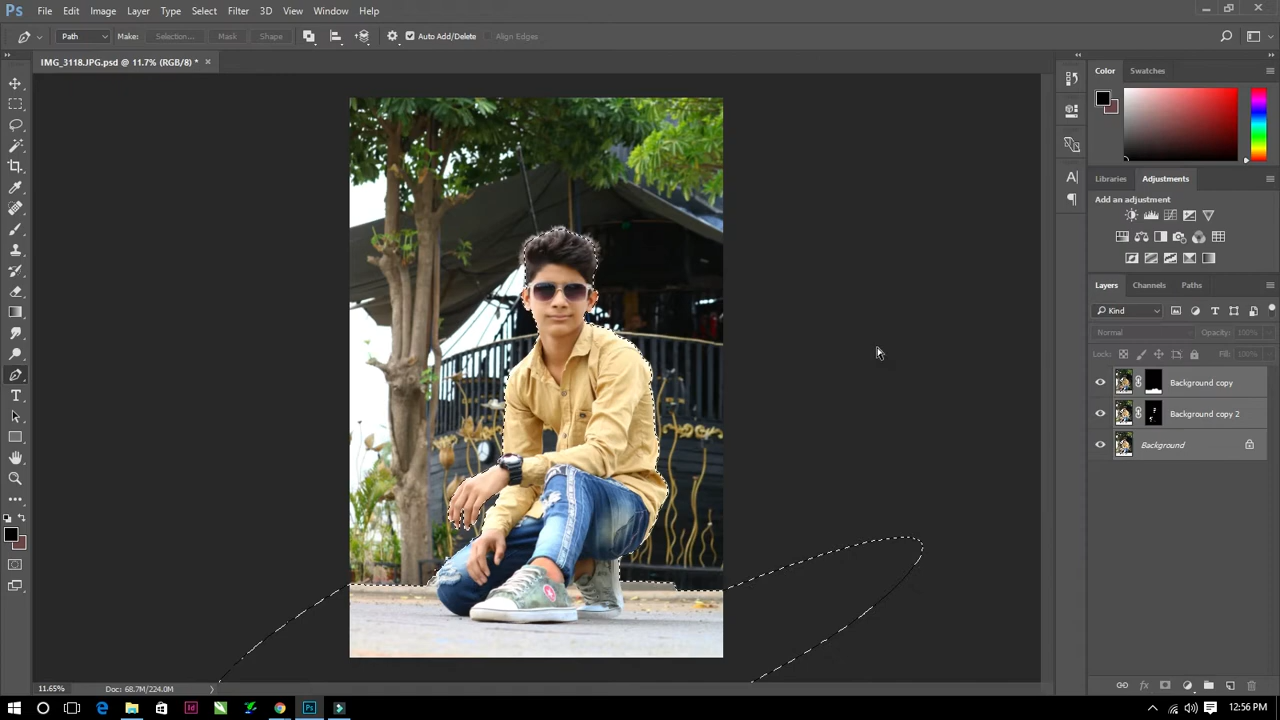 Ps File Edit Image Layer Type Select Filter 3D View Window Help
Path Make: Selection... Mask Shape Auto Add/Delete Align Edges
IMG_3118.JPG.psd @ 11.7% (RGB/8) * ×
Color Swatches
Libraries Adjustments
Add an adjustment
Layers Channels Paths
Kind
Normal Opacity: 100%
Lock: Fill: 100%
Background copy
Background copy 2
Background
11.65% Doc: 68.7M/224.0M
12:56 PM